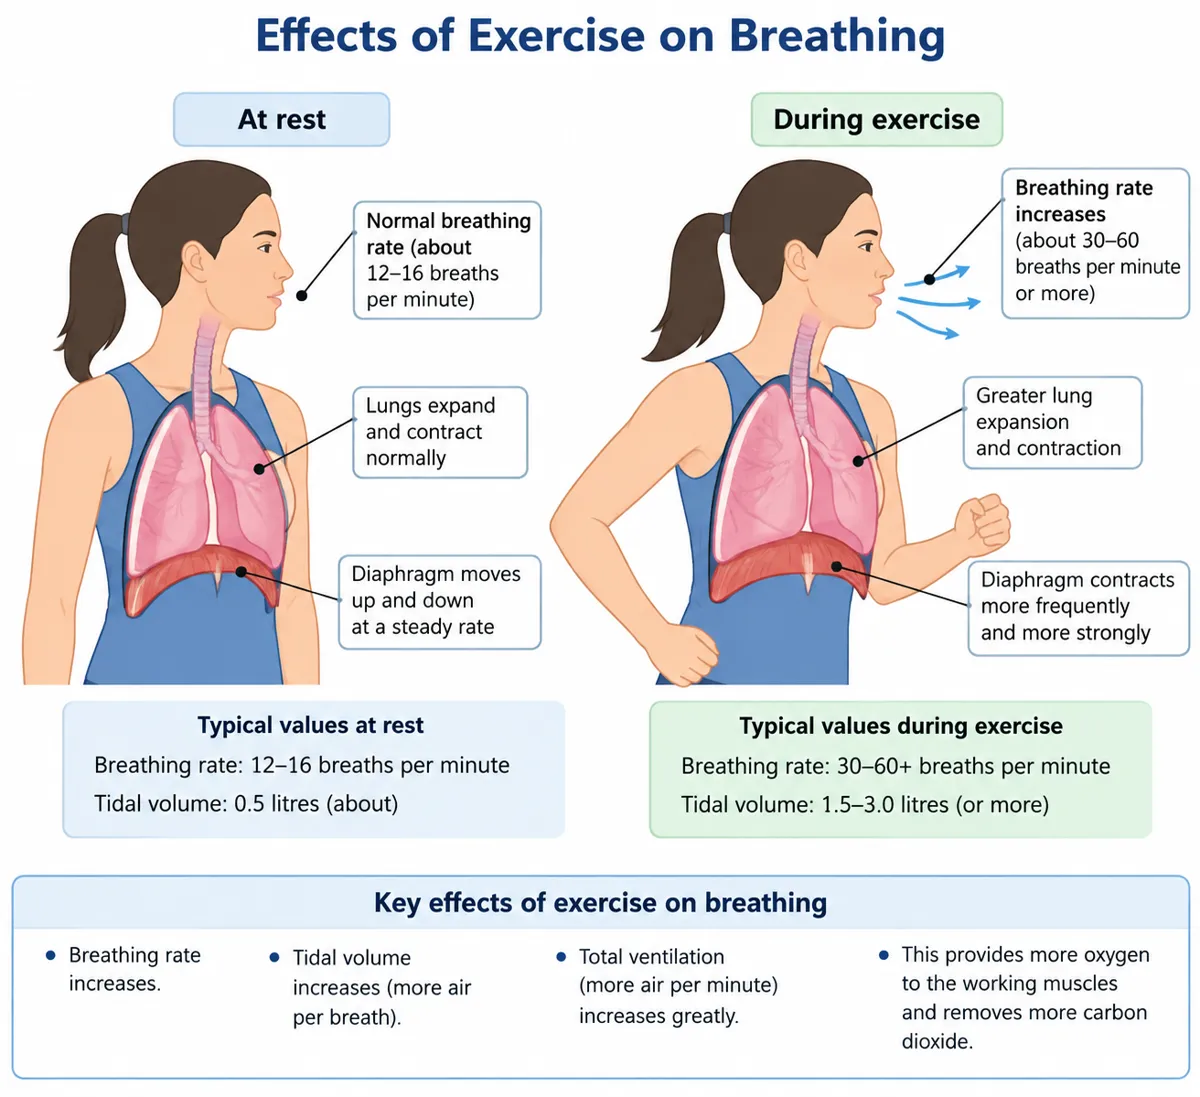 Effects of Exercise on Breathing
At rest
Normal breathing
rate (about
12–16 breaths
per minute)
Lungs expand
and contract
normally
Diaphragm moves
up and down
at a steady rate
Typical values at rest
Breathing rate: 12–16 breaths per minute
Tidal volume: 0.5 litres (about)
During exercise
Breathing rate
increases
(about 30–60
breaths per minute
or more)
Greater lung
expansion
and contraction
Diaphragm contracts
more frequently
and more strongly
Typical values during exercise
Breathing rate: 30–60+ breaths per minute
Tidal volume: 1.5–3.0 litres (or more)
Key effects of exercise on breathing
• Breathing rate
increases.
• Tidal volume
increases (more air
per breath).
• Total ventilation
(more air per minute)
increases greatly.
• This provides more oxygen
to the working muscles
and removes more carbon
dioxide.